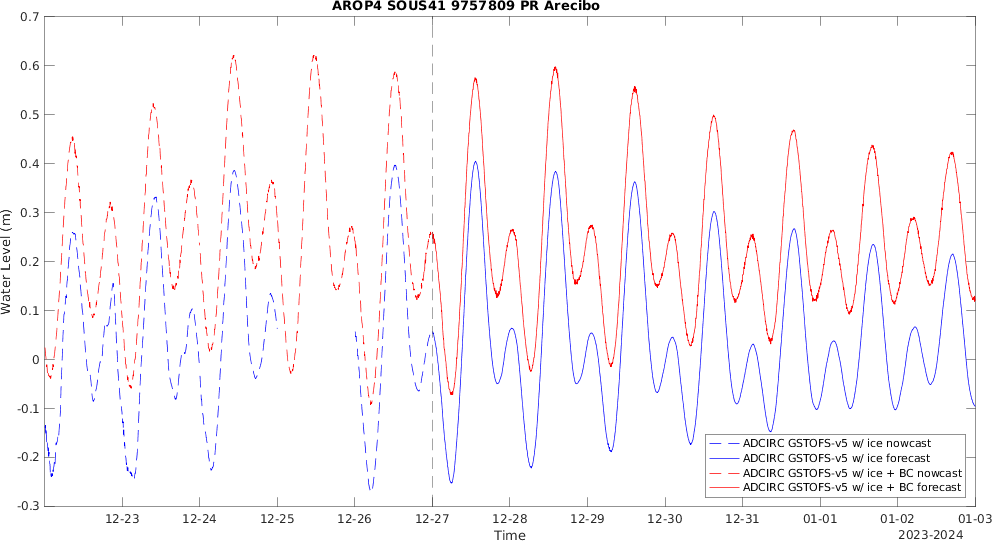 AROP4 SOUS41 9757809 PR Arecibo
0.7
0.6
0.5
0.4
0.3
0.2
0.1
0
-0.1
-0.2
-0.3
Water Level (m)
ADCIRC GSTOFS-v5 w/ ice nowcast
ADCIRC GSTOFS-v5 w/ ice forecast
ADCIRC GSTOFS-v5 w/ ice + BC nowcast
ADCIRC GSTOFS-v5 w/ ice + BC forecast
12-23 12-24 12-25 12-26 12-27 12-28 12-29 12-30 12-31 01-01 01-02 01-03
Time
2023-2024